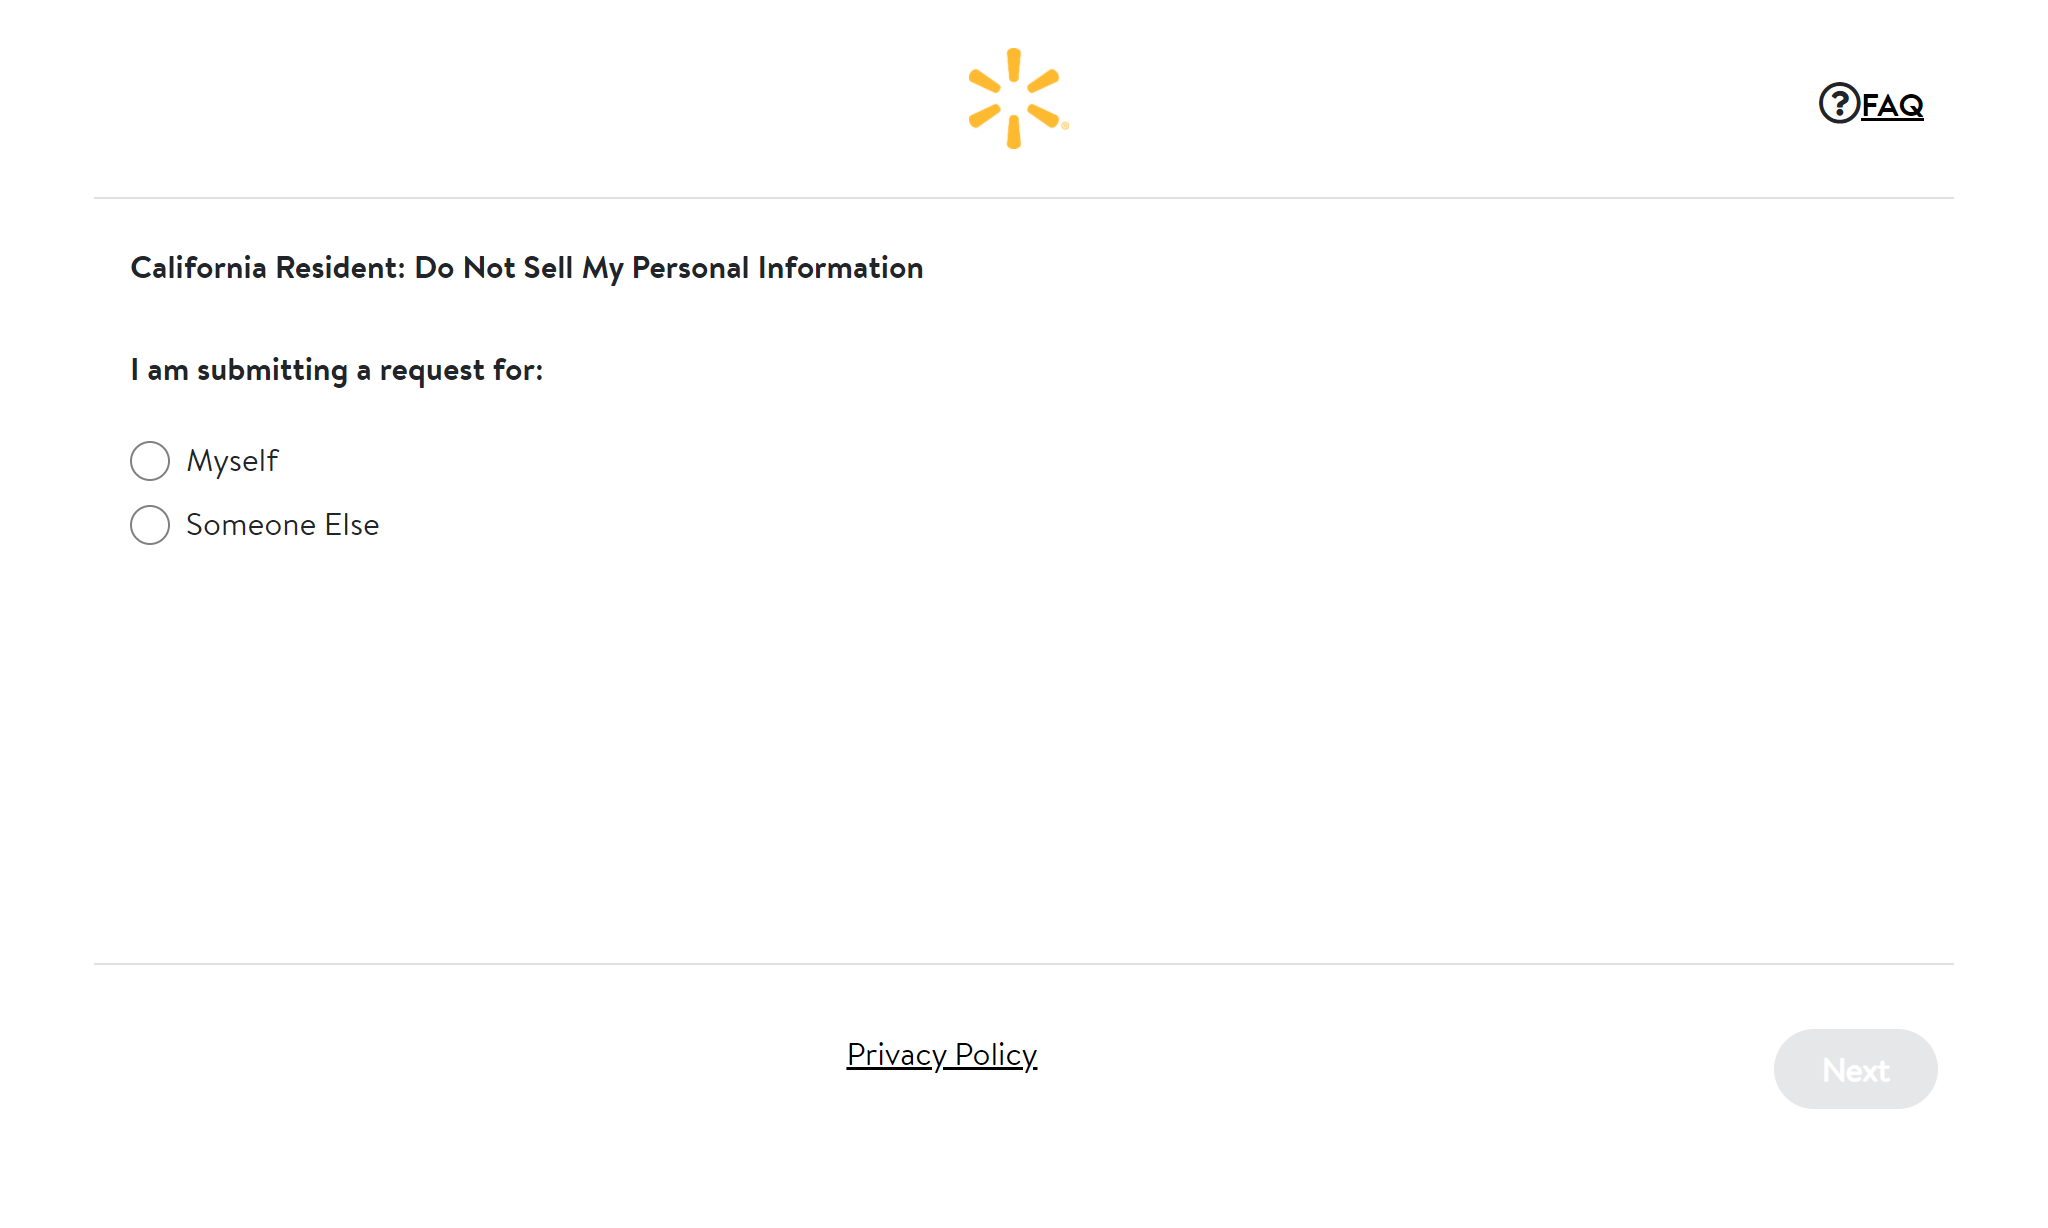 FAQ
California Resident: Do Not Sell My Personal Information
I am submitting a request for:
Myself
Someone Else
Privacy Policy
Next